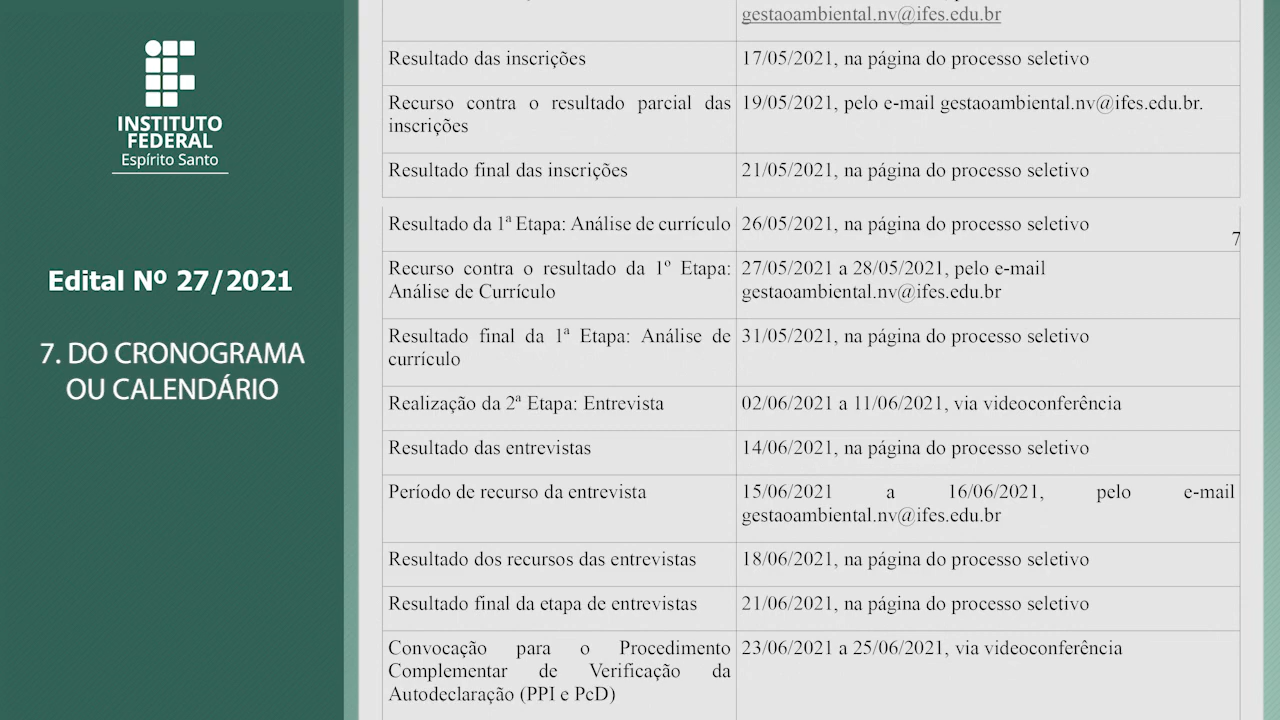 INSTITUTO
FEDERAL
Espírito Santo
Edital Nº 27/2021
7. DO CRONOGRAMA
OU CALENDÁRIO
gestaoambiental.nv@ifes.edu.br
Resultado das inscrições 17/05/2021, na página do processo seletivo
Recurso contra o resultado parcial das 19/05/2021, pelo e-mail gestaoambiental.nv@ifes.edu.br.
inscrições
Resultado final das inscrições 21/05/2021, na página do processo seletivo
Resultado da 1ª Etapa: Análise de currículo 26/05/2021, na página do processo seletivo
7
Recurso contra o resultado da 1º Etapa: 27/05/2021 a 28/05/2021, pelo e-mail
Análise de Currículo gestaoambiental.nv@ifes.edu.br
Resultado final da 1ª Etapa: Análise de 31/05/2021, na página do processo seletivo
currículo
Realização da 2ª Etapa: Entrevista 02/06/2021 a 11/06/2021, via videoconferência
Resultado das entrevistas 14/06/2021, na página do processo seletivo
Período de recurso da entrevista 15/06/2021 a 16/06/2021, pelo e-mail
gestaoambiental.nv@ifes.edu.br
Resultado dos recursos das entrevistas 18/06/2021, na página do processo seletivo
Resultado final da etapa de entrevistas 21/06/2021, na página do processo seletivo
Convocação para o Procedimento 23/06/2021 a 25/06/2021, via videoconferência
Complementar de Verificação da
Autodeclaração (PPI e PcD)